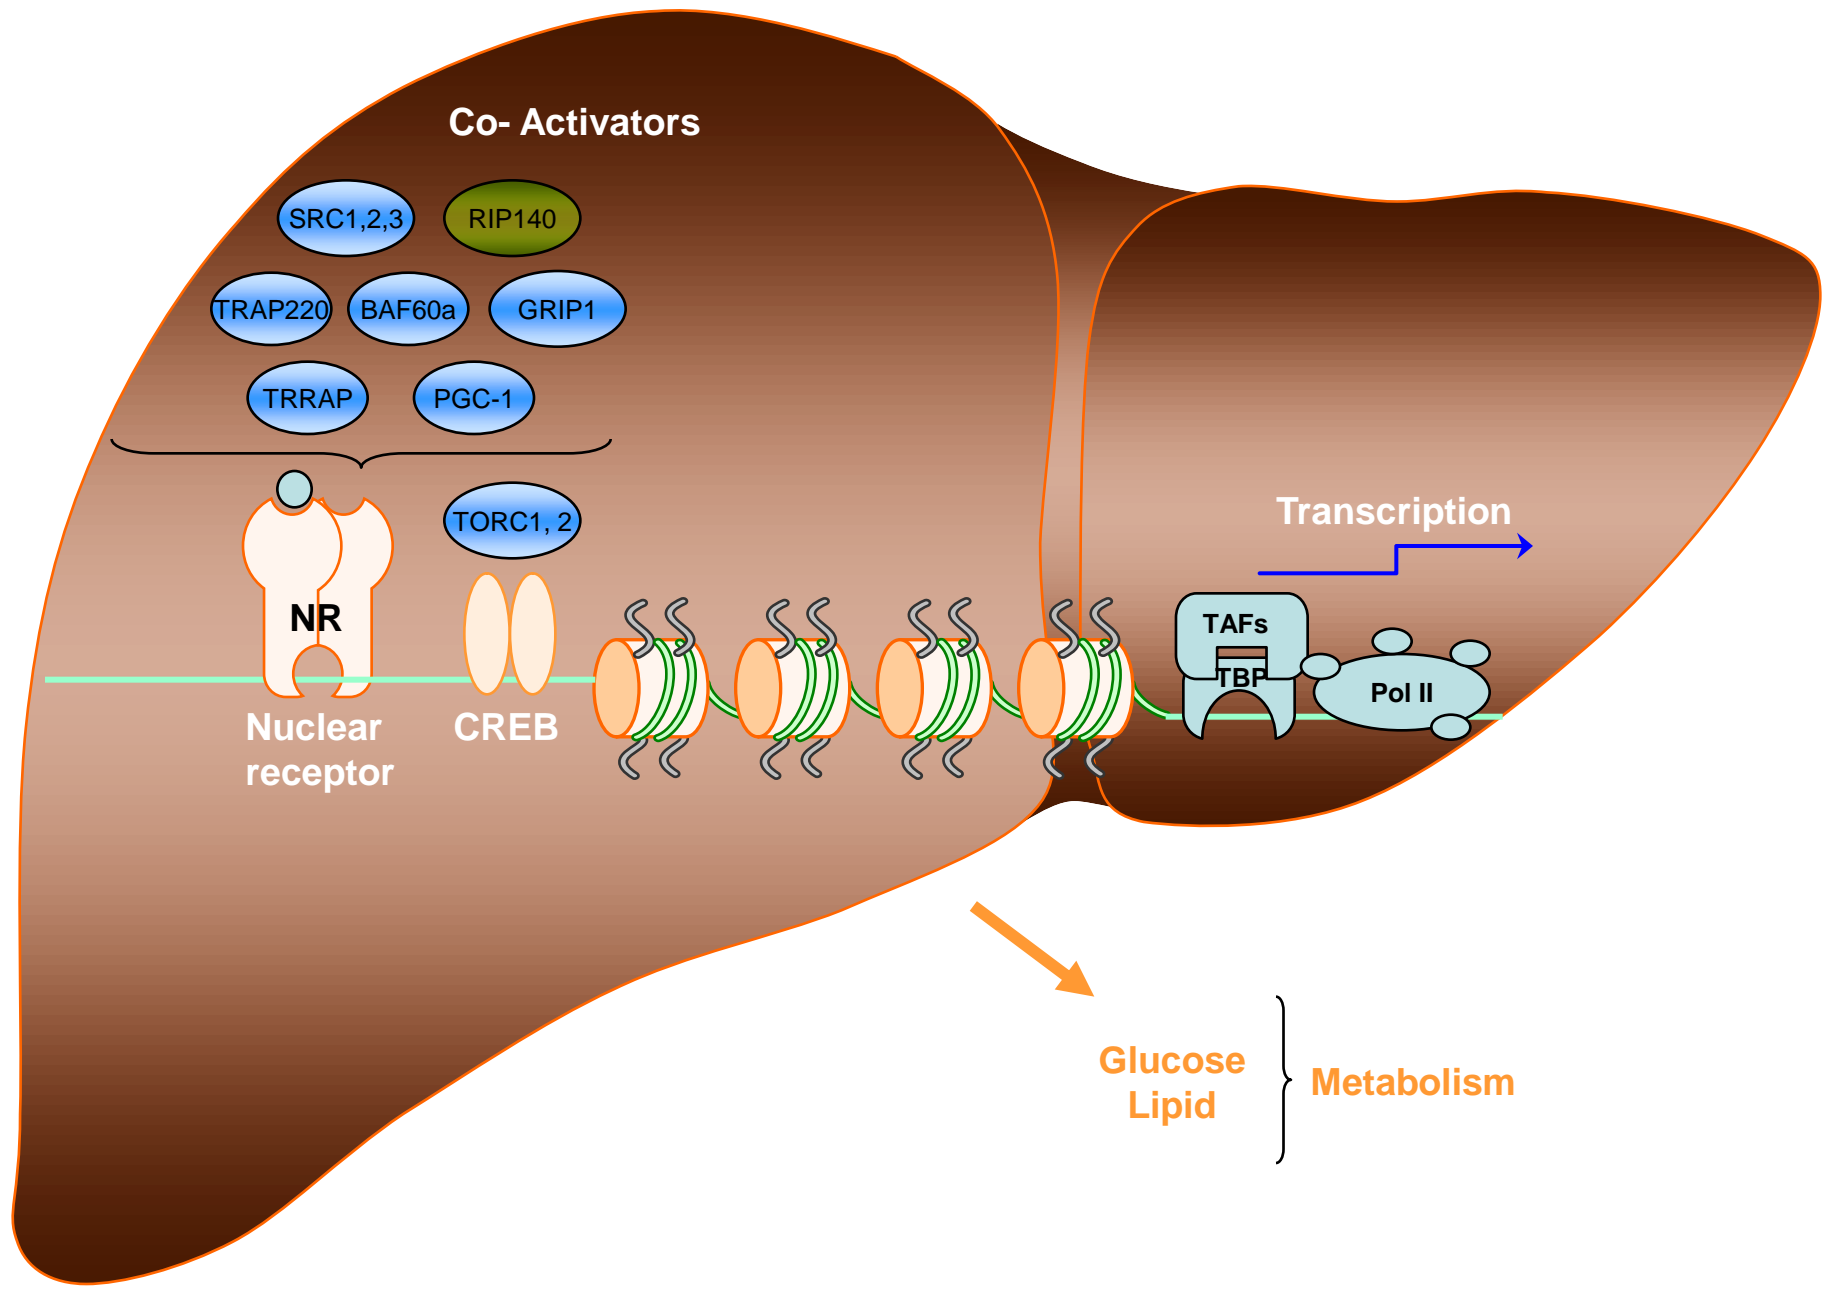 Co- Activators
SRC1,2,3
RIP140
TRAP220
BAF60a
GRIP1
TRRAP
PGC-1
TORC1, 2
NR
Nuclear
receptor
CREB
Transcription
TAFs
TBP
Pol II
Glucose
Lipid
Metabolism